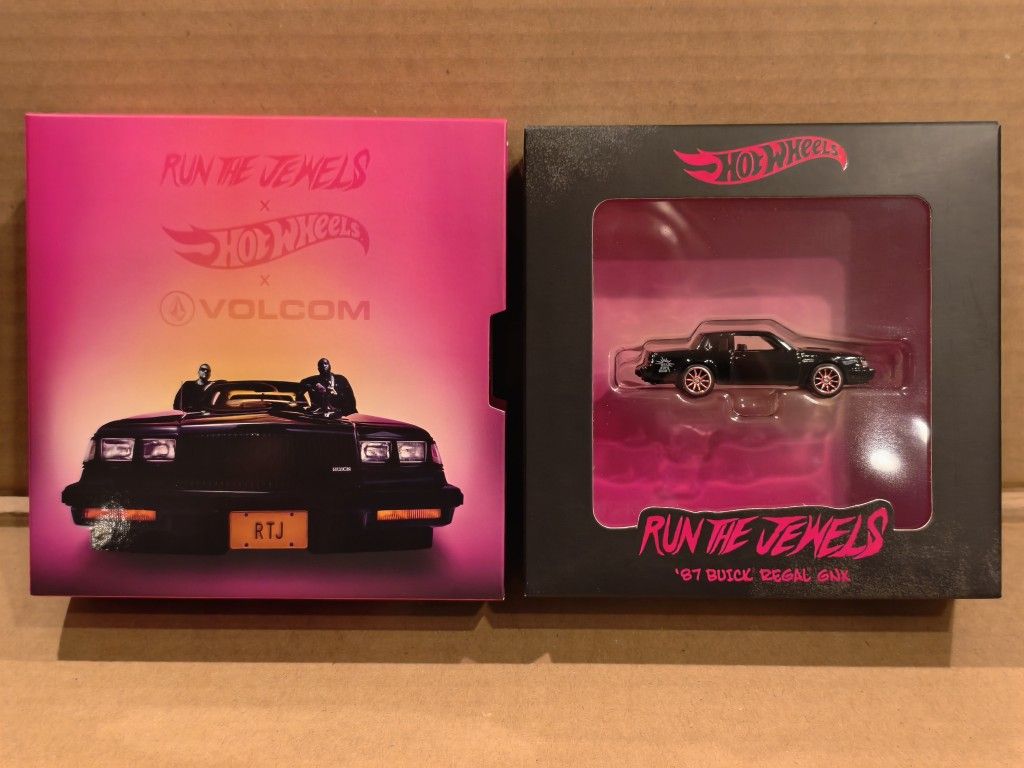 RUN THE JEWELS
X
HOT WHEELS
X
VOLCOM
BUICK
RTJ
HOT WHEELS
RUN THE JEWELS
'87 BUICK REGAL GNX